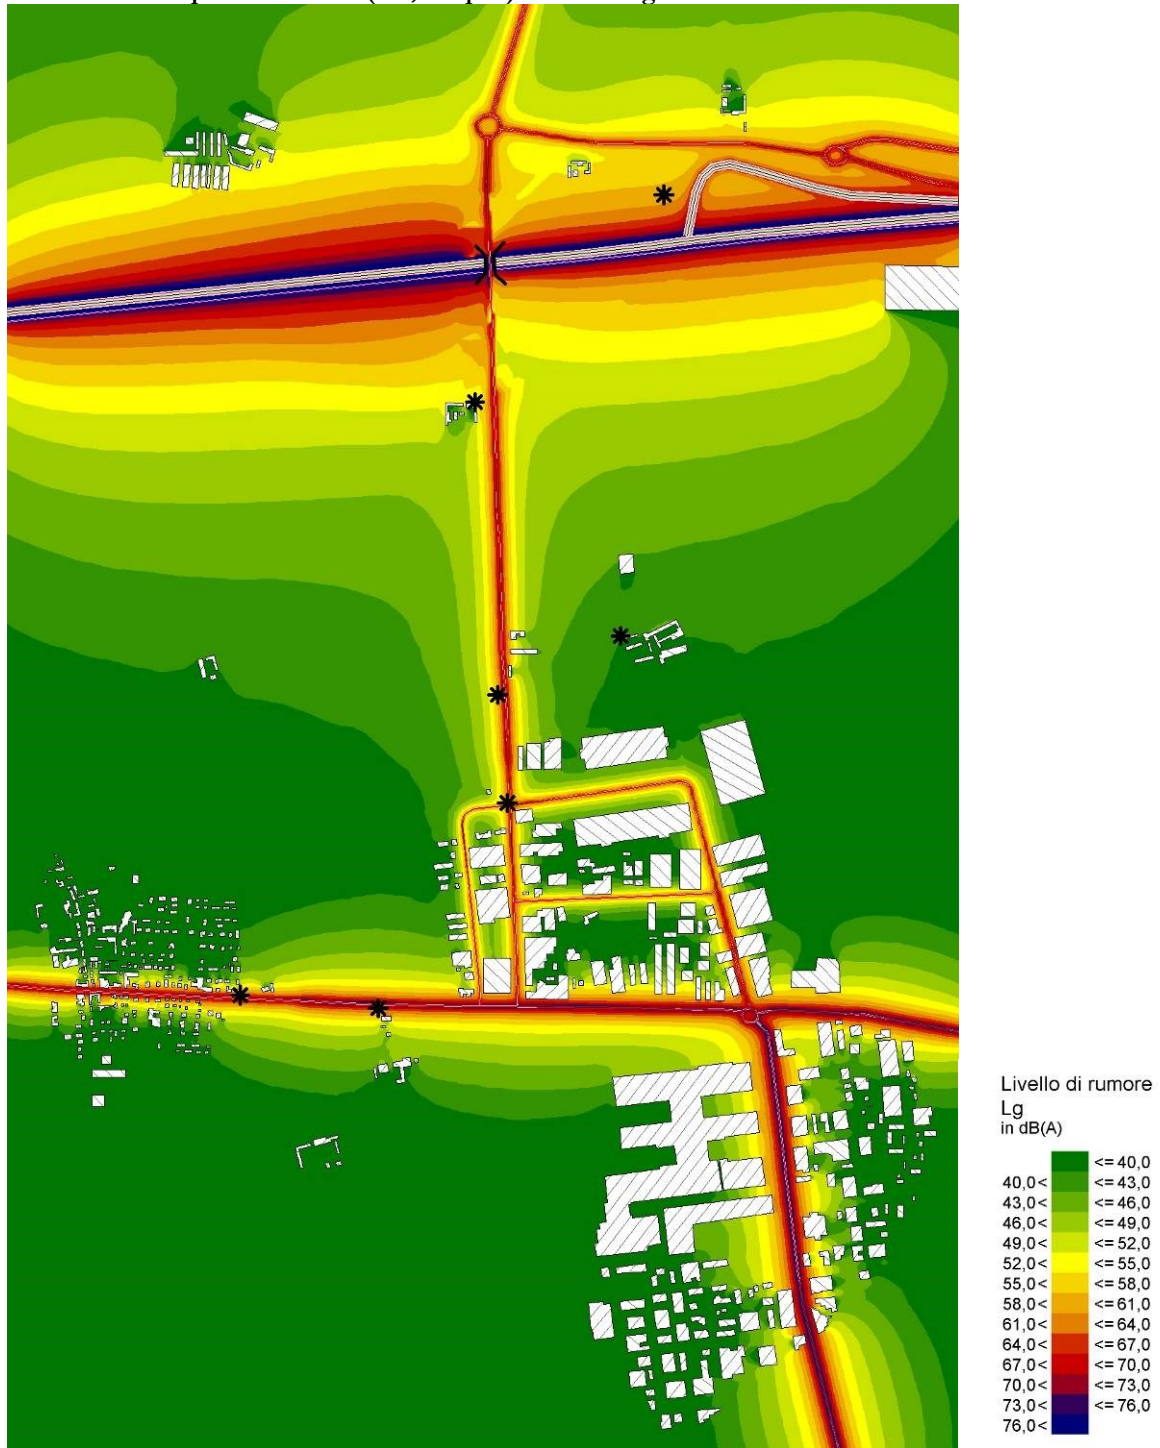 Livello di rumore
Lg
in dB(A)
<= 40,0
40,0< <= 43,0
43,0< <= 46,0
46,0< <= 49,0
49,0< <= 52,0
52,0< <= 55,0
55,0< <= 58,0
58,0< <= 61,0
61,0< <= 64,0
64,0< <= 67,0
67,0< <= 70,0
70,0< <= 73,0
73,0< <= 76,0
76,0<